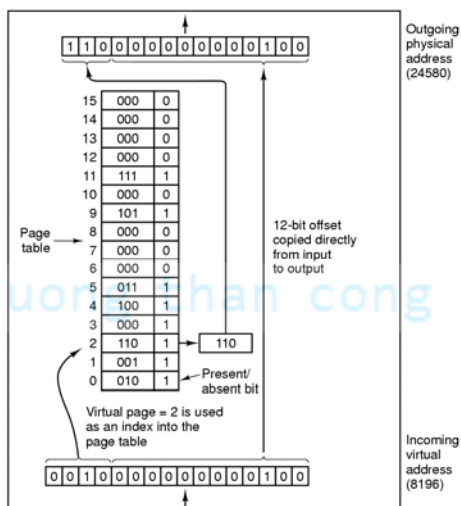 Outgoing
physical
address
(24580)
1 1 0 0 0 0 0 0 0 0 0 0 1 0 0
15 000 0
14 000 0
13 000 0
12 000 0
11 111 1
10 000 0
9 101 1
8 000 0
7 000 0
6 000 0
5 011 1
4 100 1
3 000 1
2 110 1 110
1 001 1
0 010 1
Page
table
12-bit offset
copied directly
from input
to output
uong than cong
Present/
absent bit
Virtual page = 2 is used
as an index into the
page table
Incoming
virtual
address
(8196)
0 0 1 0 0 0 0 0 0 0 0 0 0 1 0 0